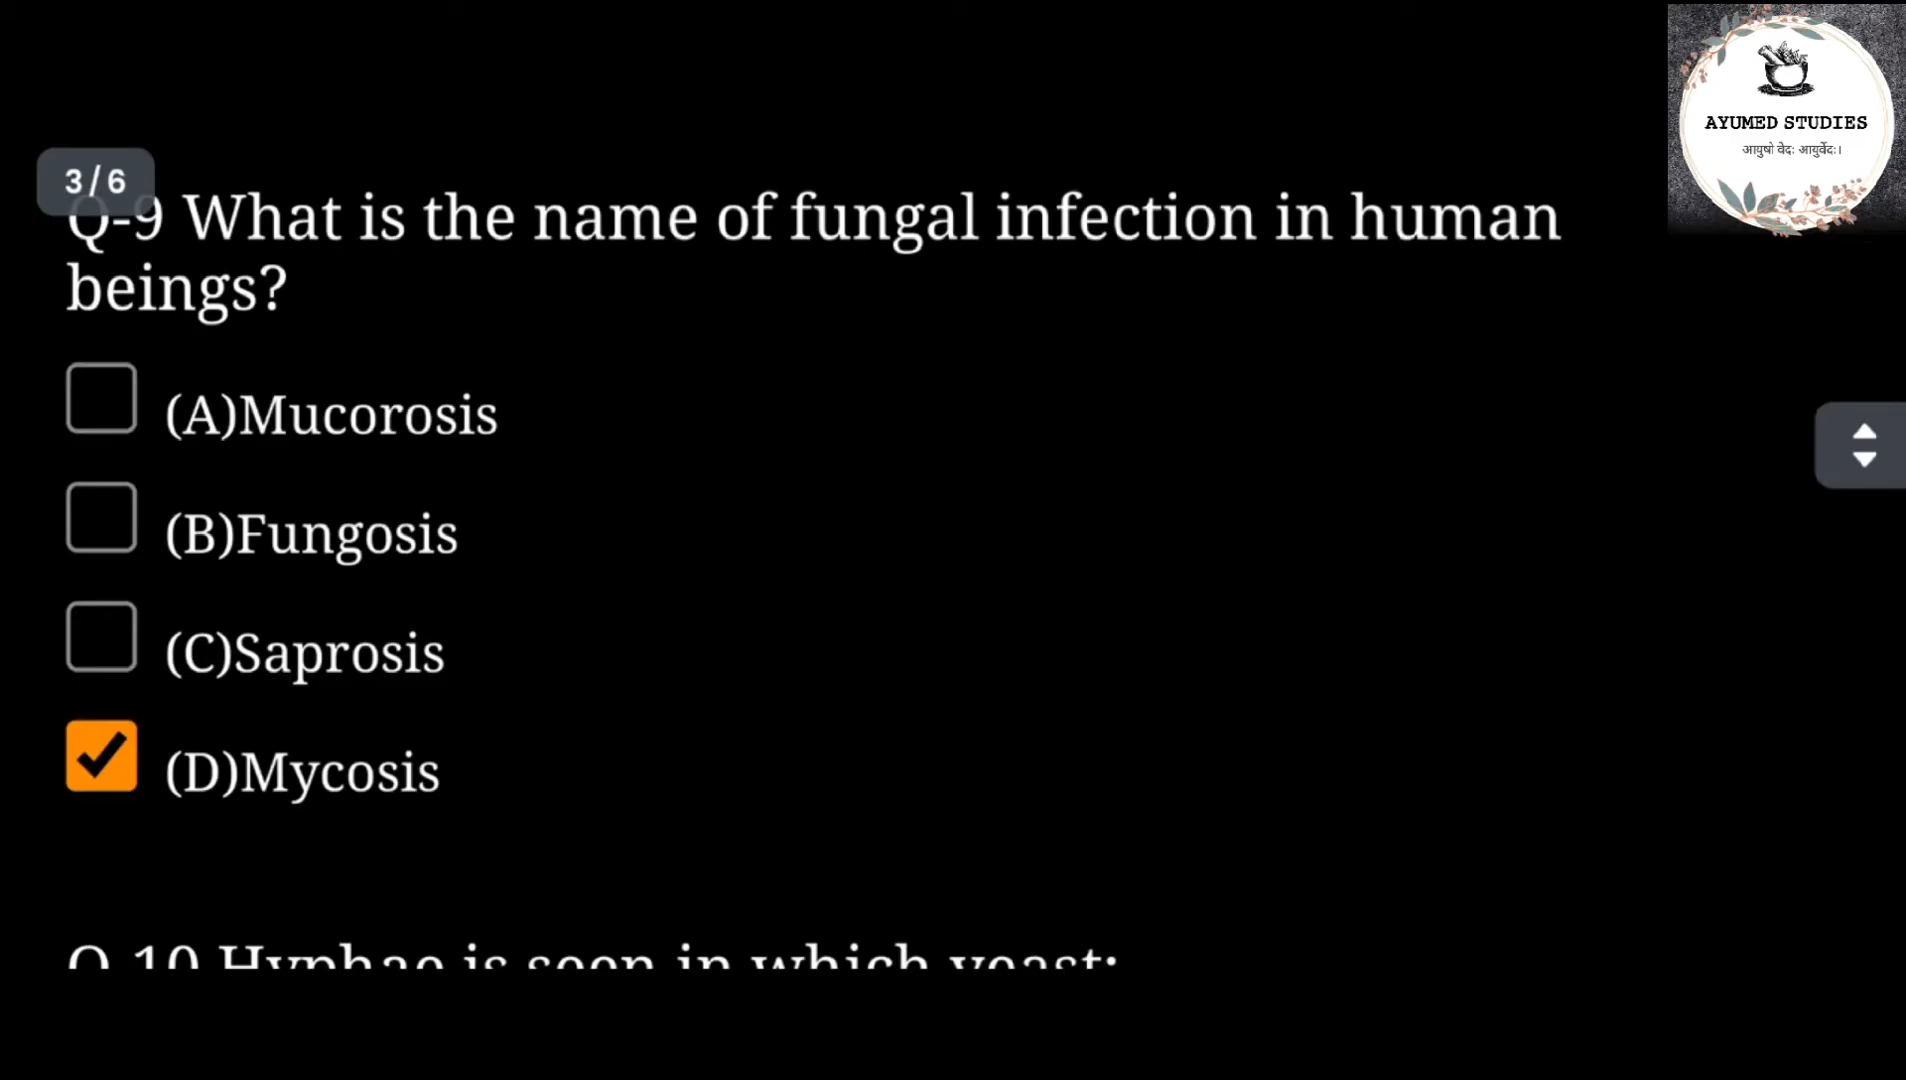 AYUMED STUDIES
आयुषो वेदः आयुर्वेदः।
3/6
Q-9 What is the name of fungal infection in human
beings?
(A)Mucorosis
(B)Fungosis
(C)Saprosis
(D)Mycosis
Q 10 Hyphae is seen in which yeast: